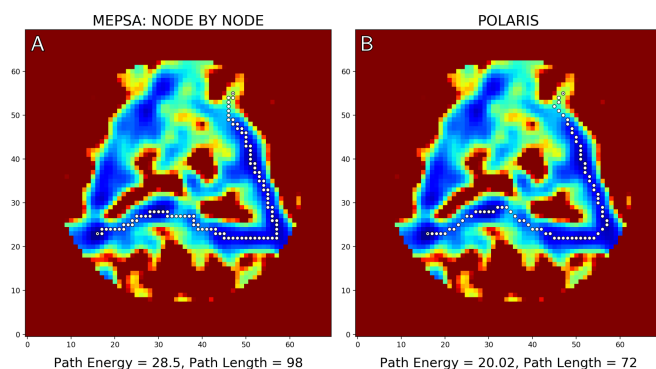 MEPSA: NODE BY NODE
POLARIS
A
B
60
50
40
30
20
10
0
0 10 20 30 40 50 60
60
50
40
30
20
10
0
0 10 20 30 40 50 60
Path Energy = 28.5, Path Length = 98
Path Energy = 20.02, Path Length = 72